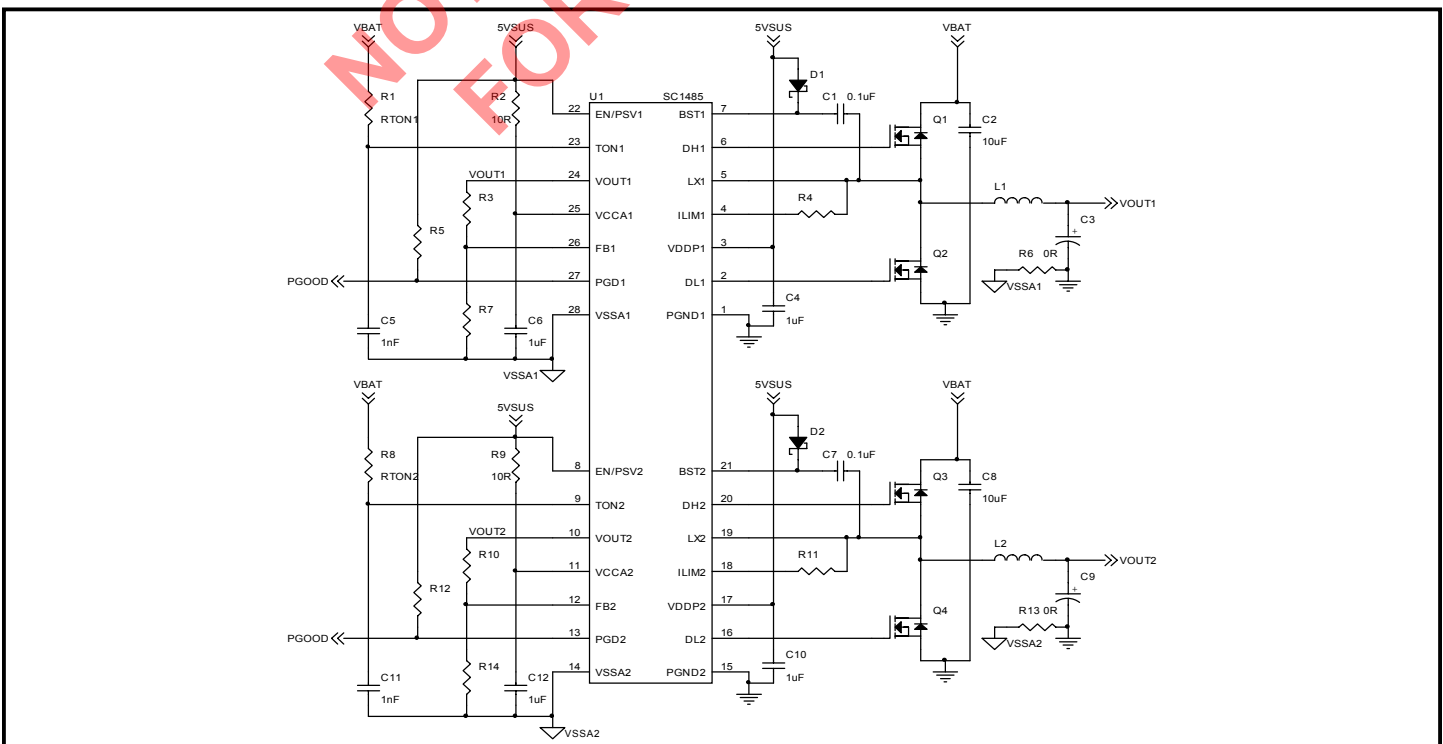 NO
FOR
VBAT
5VSUS
5VSUS
VBAT
R1
RTON1
R2
10R
U1
SC1485
D1
C1
0.1uF
Q1
C2
10uF
22
EN/PSV1
BST1
7
23
TON1
DH1
6
VOUT1
24
VOUT1
LX1
5
R3
R4
L1
VOUT1
25
VCCA1
ILIM1
4
C3
+
R5
26
FB1
VDDP1
3
Q2
R6
0R
PGOOD
27
PGD1
DL1
2
VSSA1
R7
C4
1uF
28
VSSA1
PGND1
1
C5
1nF
C6
1uF
VSSA1
VBAT
5VSUS
5VSUS
VBAT
R8
RTON2
R9
10R
D2
C7
0.1uF
Q3
C8
10uF
8
EN/PSV2
BST2
21
9
TON2
DH2
20
VOUT2
10
VOUT2
LX2
19
R10
R11
L2
VOUT2
11
VCCA2
ILIM2
18
C9
+
R12
12
FB2
VDDP2
17
Q4
R13
0R
PGOOD
13
PGD2
DL2
16
VSSA2
R14
C10
1uF
14
VSSA2
PGND2
15
C11
1nF
C12
1uF
VSSA2